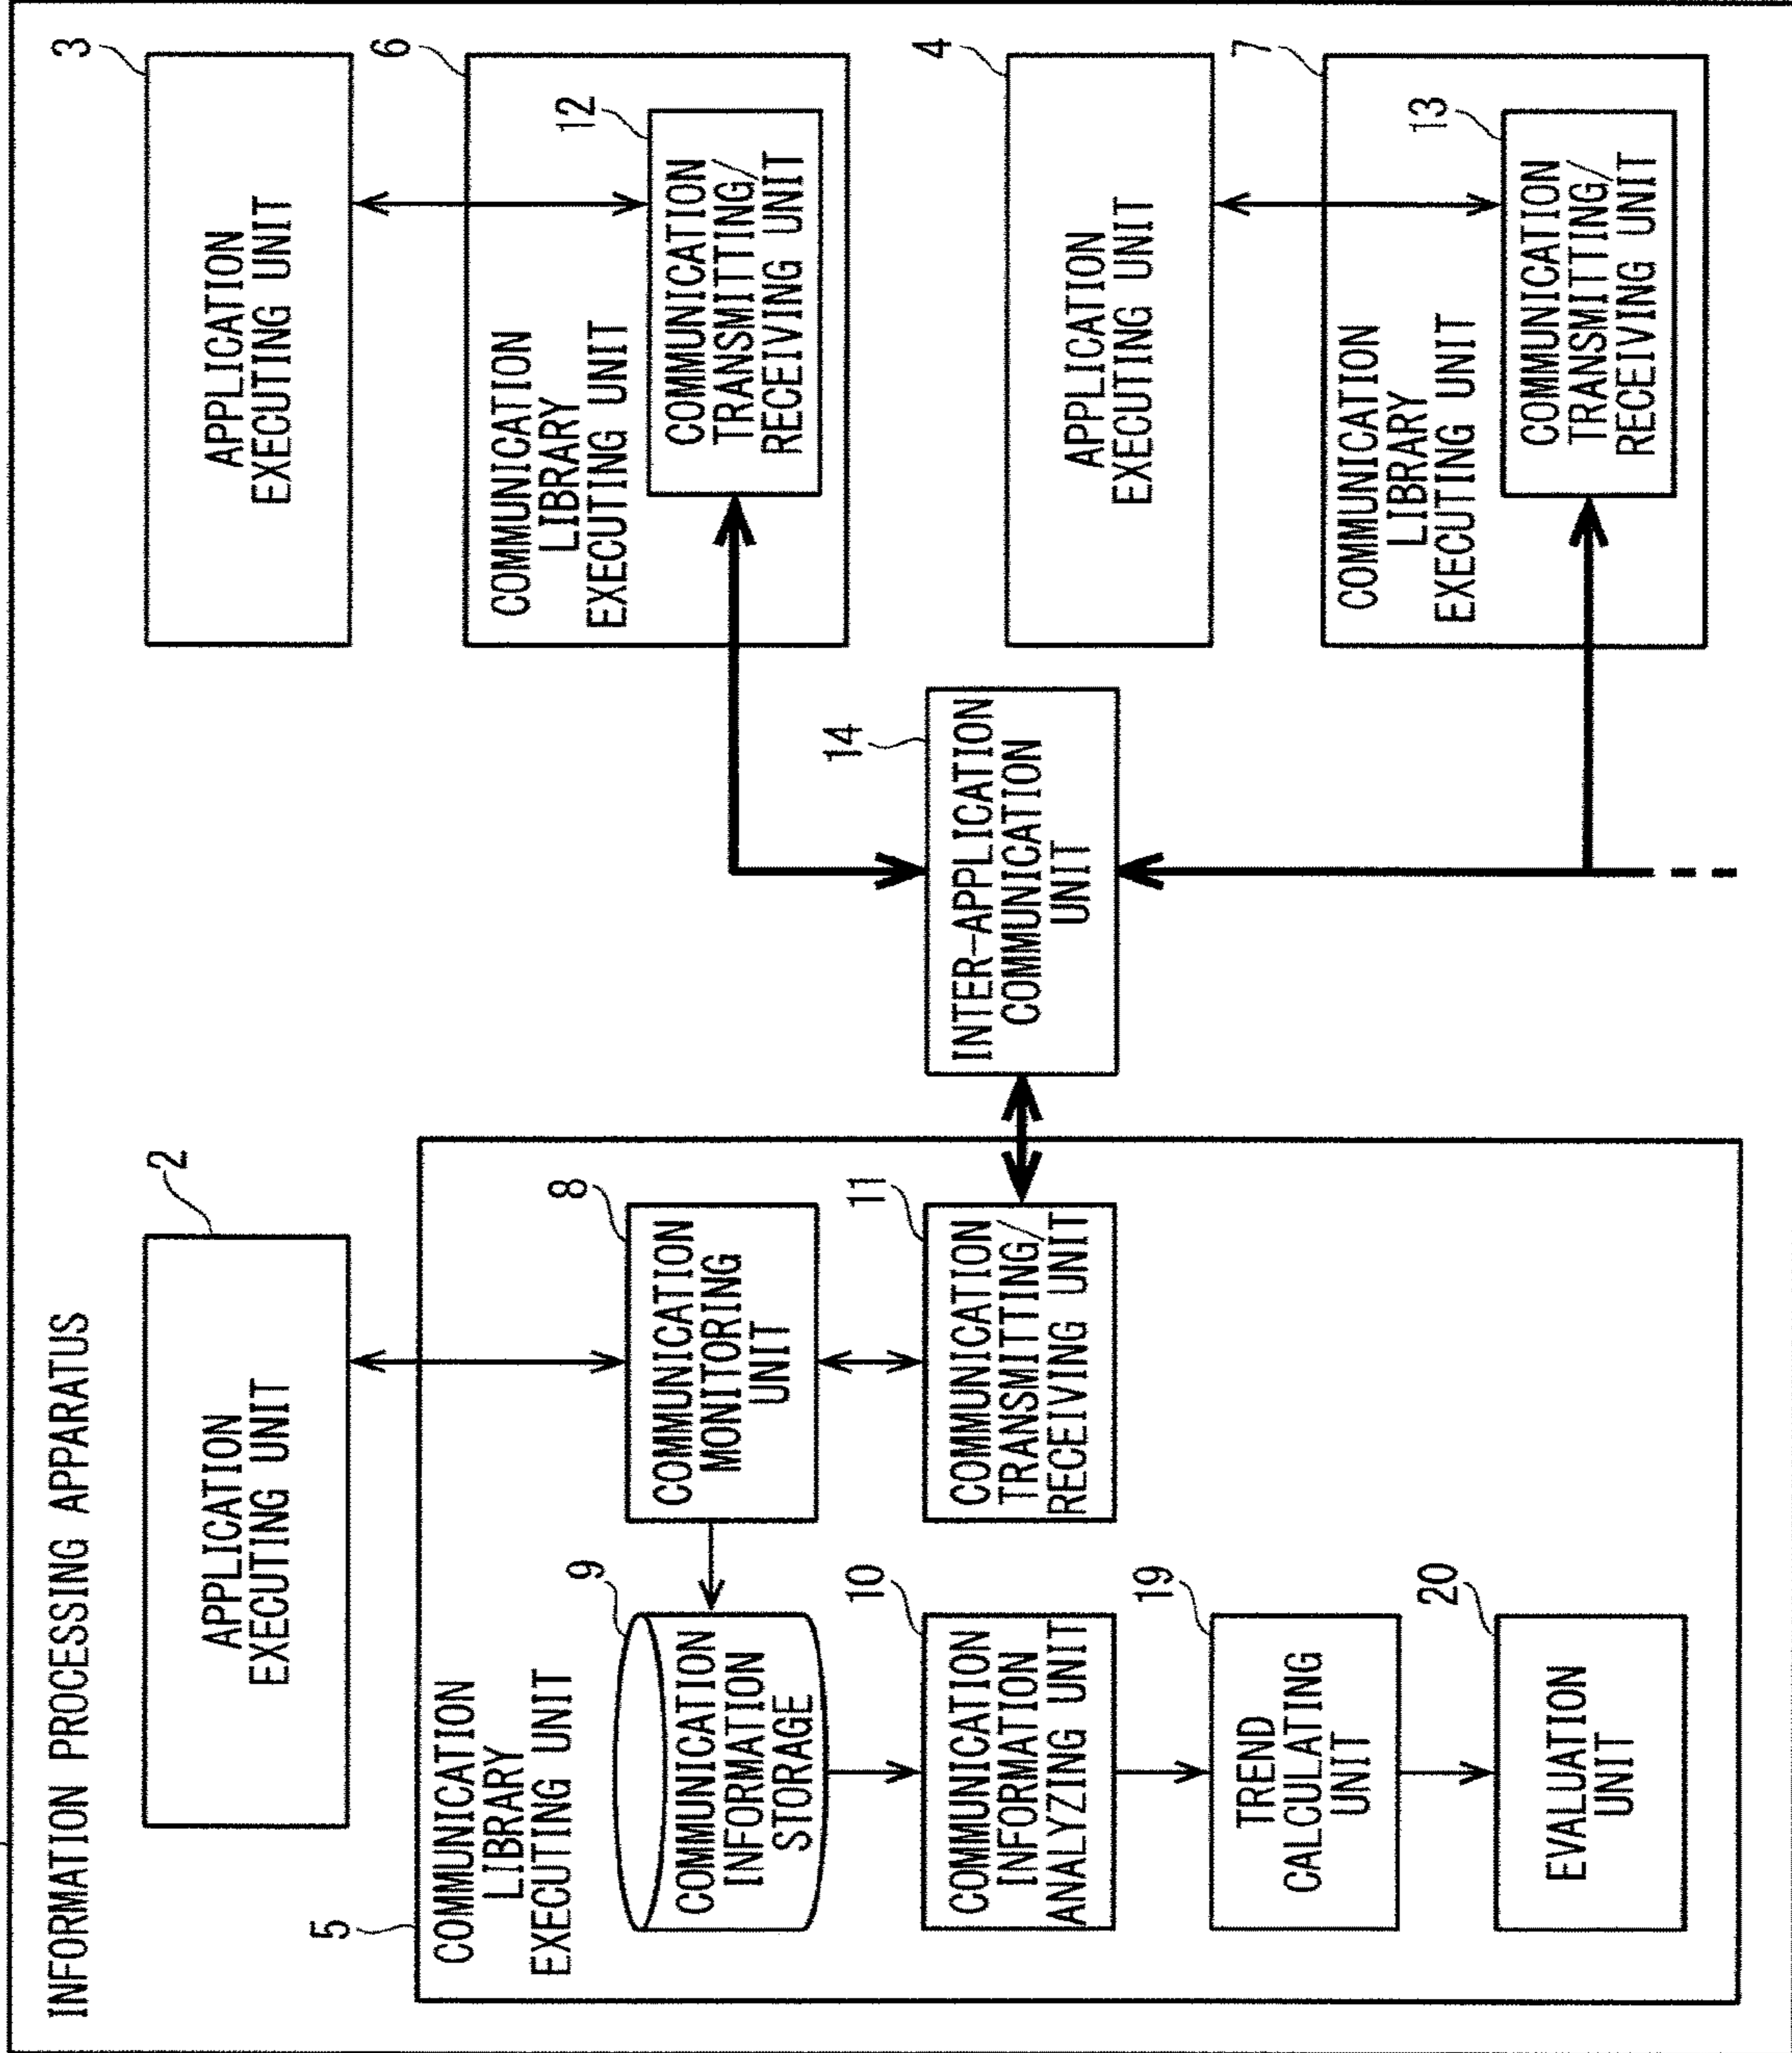 INFORMATION PROCESSING APPARATUS
2
APPLICATION
EXECUTING UNIT
5
COMMUNICATION
LIBRARY
EXECUTING UNIT
8
COMMUNICATION
MONITORING
UNIT
9
COMMUNICATION
INFORMATION
STORAGE
10
COMMUNICATION
INFORMATION
ANALYZING UNIT
11
COMMUNICATION
TRANSMITTING/
RECEIVING UNIT
19
TREND
CALCULATING
UNIT
20
EVALUATION
UNIT
14
INTER-APPLICATION
COMMUNICATION
UNIT
3
APPLICATION
EXECUTING UNIT
6
COMMUNICATION
LIBRARY
EXECUTING UNIT
12
COMMUNICATION
TRANSMITTING/
RECEIVING UNIT
4
APPLICATION
EXECUTING UNIT
7
COMMUNICATION
LIBRARY
EXECUTING UNIT
13
COMMUNICATION
TRANSMITTING/
RECEIVING UNIT